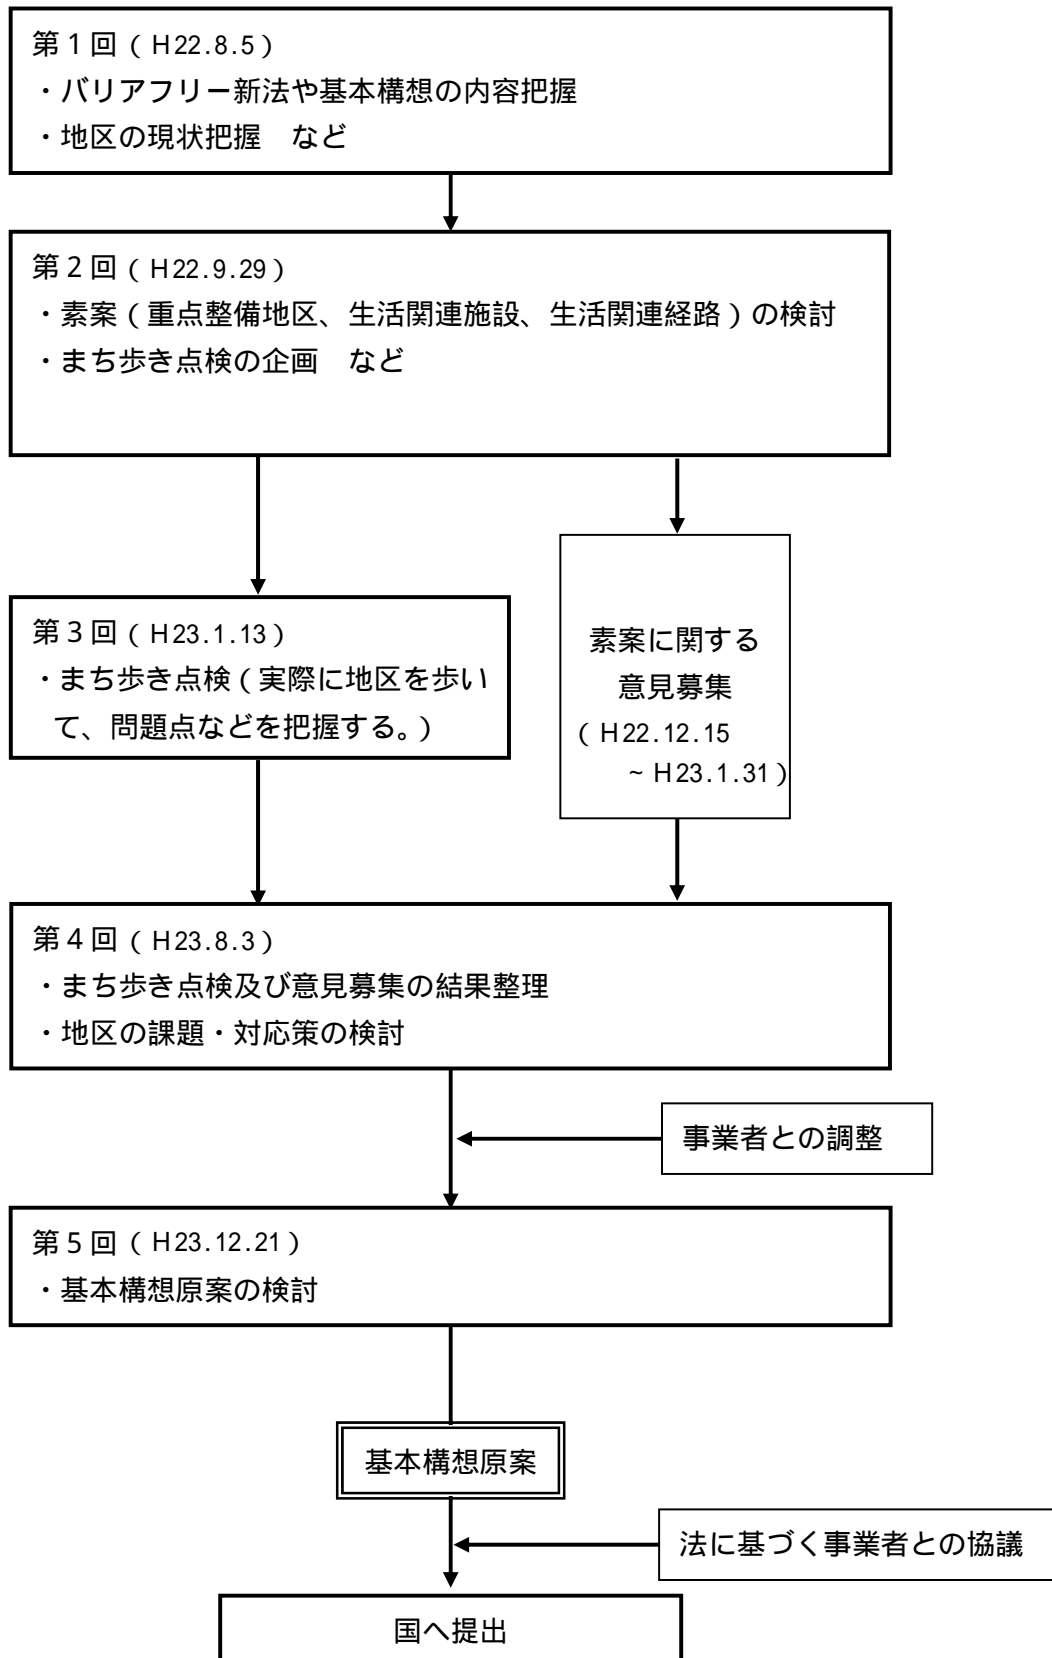 第１回（H22.8.5）
・バリアフリー新法や基本構想の内容把握
・地区の現状把握　など
第２回（H22.9.29）
・素案（重点整備地区、生活関連施設、生活関連経路）の検討
・まち歩き点検の企画　など
第３回（H23.1.13）
・まち歩き点検（実際に地区を歩い
て、問題点などを把握する。）
素案に関する
意見募集
（H22.12.15
~H23.1.31）
第４回（H23.8.3）
・まち歩き点検及び意見募集の結果整理
・地区の課題・対応策の検討
事業者との調整
第５回（H23.12.21）
・基本構想原案の検討
基本構想原案
法に基づく事業者との協議
国へ提出